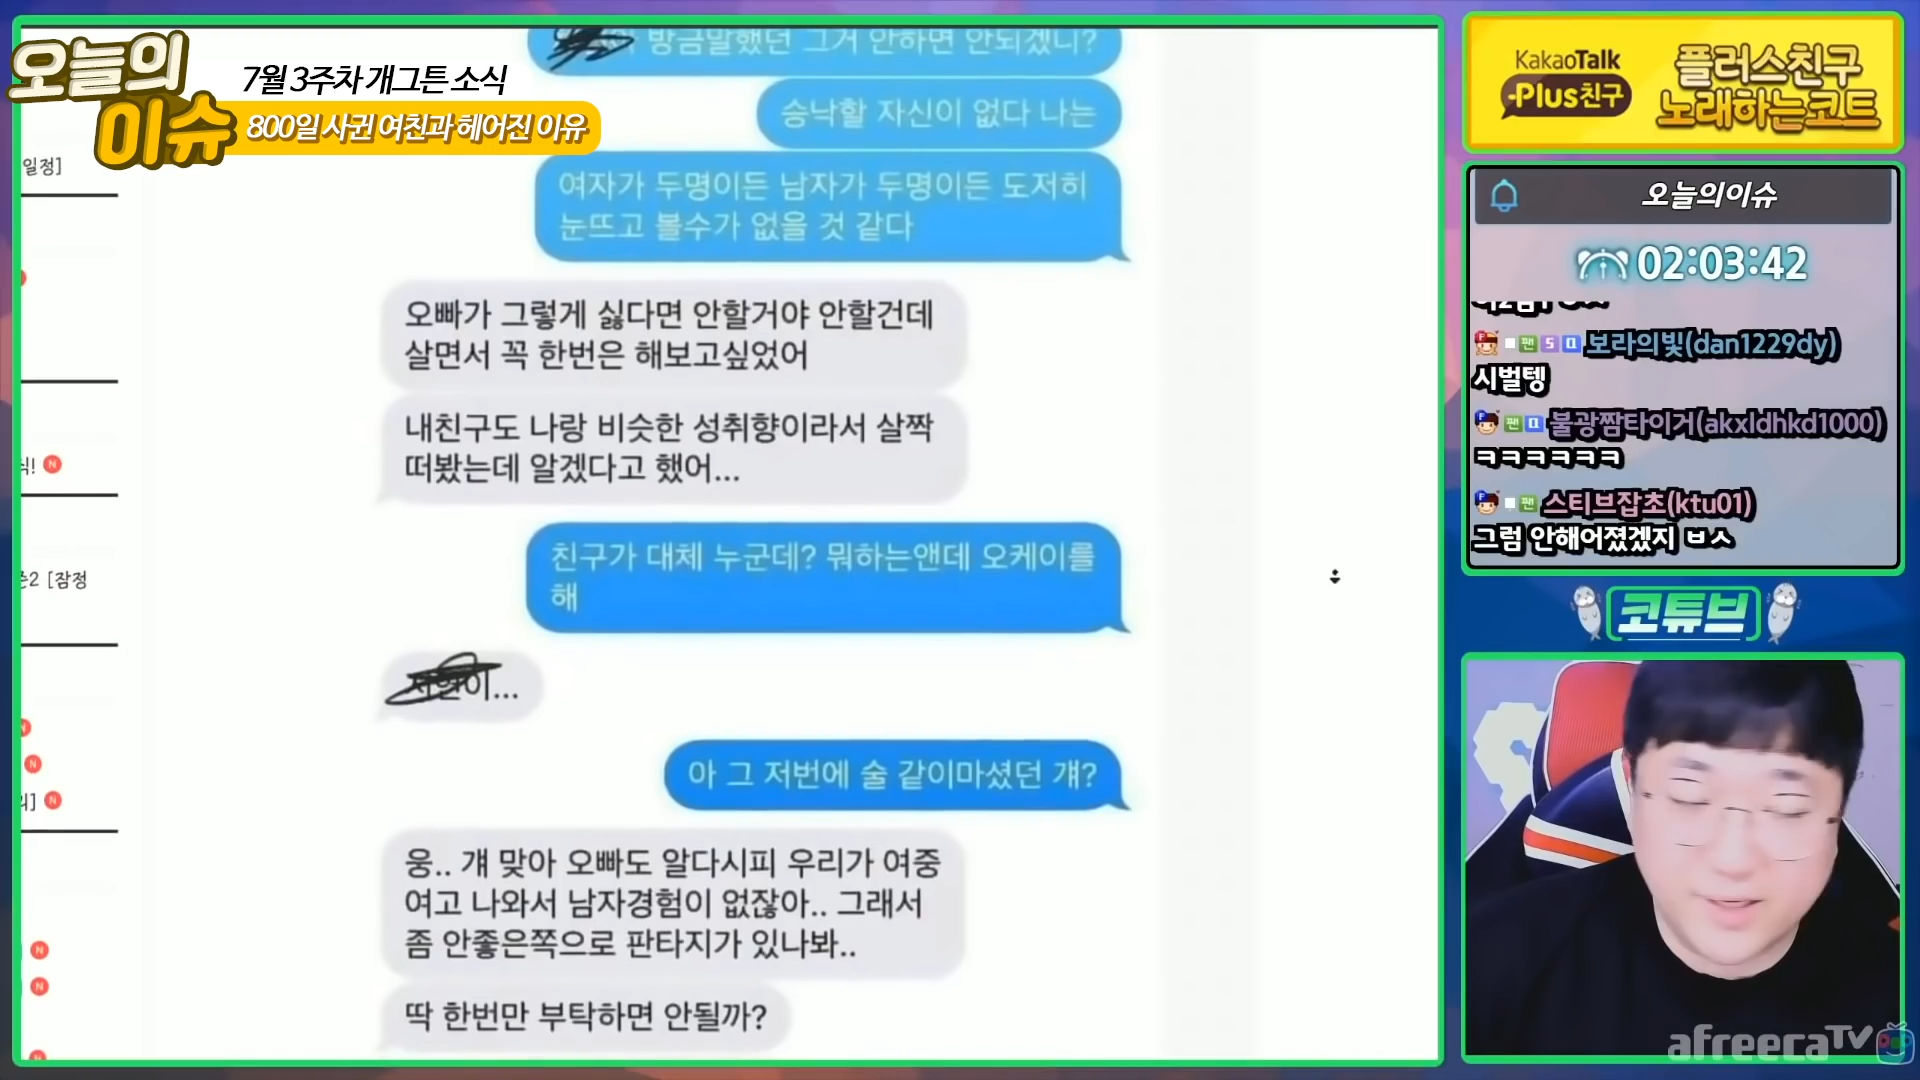 오늘의
이슈
7월 3주차 개그튼 소식
800일 사귄 여친과 헤어진 이유
일정]
방금말했던 그거 안하면 안되겠니?
승낙할 자신이 없다 나는
여자가 두명이든 남자가 두명이든 도저히
눈뜨고 볼수가 없을 것 같다
오빠가 그렇게 싫다면 안할거야 안할건데
살면서 꼭 한번은 해보고싶었어
내친구도 나랑 비슷한 성취향이라서 살짝
떠봤는데 알겠다고 했어...
식! N
친구가 대체 누군데? 뭐하는앤데 오케이를
해
2 [잠정
이...
N
아 그 저번에 술 같이마셨던 걔?
리] N
웅.. 걔 맞아 오빠도 알다시피 우리가 여중
여고 나와서 남자경험이 없잖아.. 그래서
좀 안좋은쪽으로 판타지가 있나봐..
N
N
딱 한번만 부탁하면 안될까?
KakaoTalk
Plus친구
플러스친구
노래하는코트
오늘의이슈
02:03:42
F 팬 S 보라의빛(dan1229dy)
시벌텡
F 팬 불광짬타이거(akxldhkd1000)
ㅋㅋㅋㅋㅋㅋ
F 팬 스티브잡초(ktu01)
그럼 안해어졌겠지 ㅂㅅ
코튜브
afreecaTV